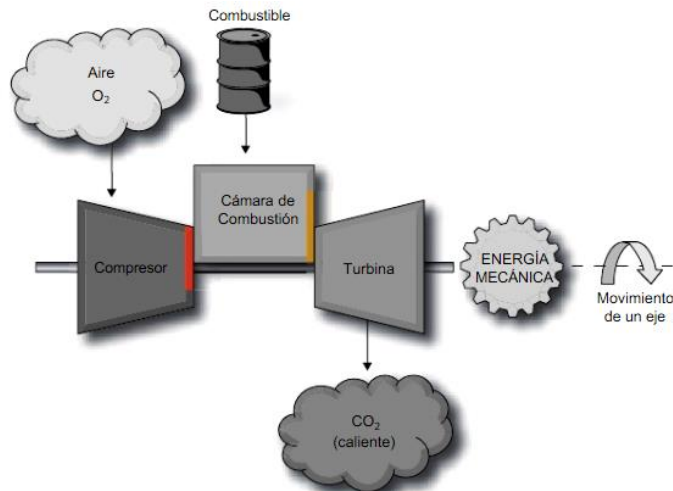 Combustible
Aire
O₂
Cámara de
Combustión
Compresor
Turbina
ENERGÍA
MECÁNICA
Movimiento
de un eje
CO₂
(caliente)